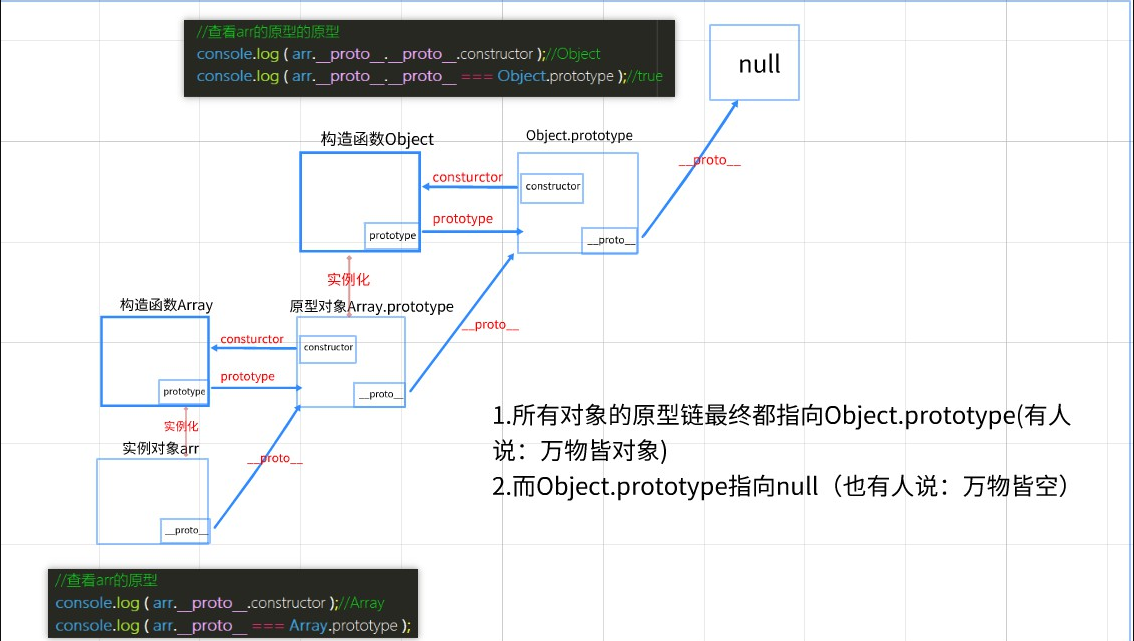 //查看arr的原型的原型
console.log ( arr.__proto__.__proto__.constructor );//Object
console.log ( arr.__proto__.__proto__ === Object.prototype );//true
null
构造函数Object
Object.prototype
__proto__
consturctor
constructor
prototype
prototype
__proto__
实例化
构造函数Array
原型对象Array.prototype
__proto__
consturctor
constructor
prototype
prototype
__proto__
实例化
实例对象arr
__proto__
__proto__
1.所有对象的原型链最终都指向Object.prototype(有人
说：万物皆对象)
2.而Object.prototype指向null（也有人说：万物皆空）
//查看arr的原型
console.log ( arr.__proto__.constructor );//Array
console.log ( arr.__proto__ === Array.prototype );